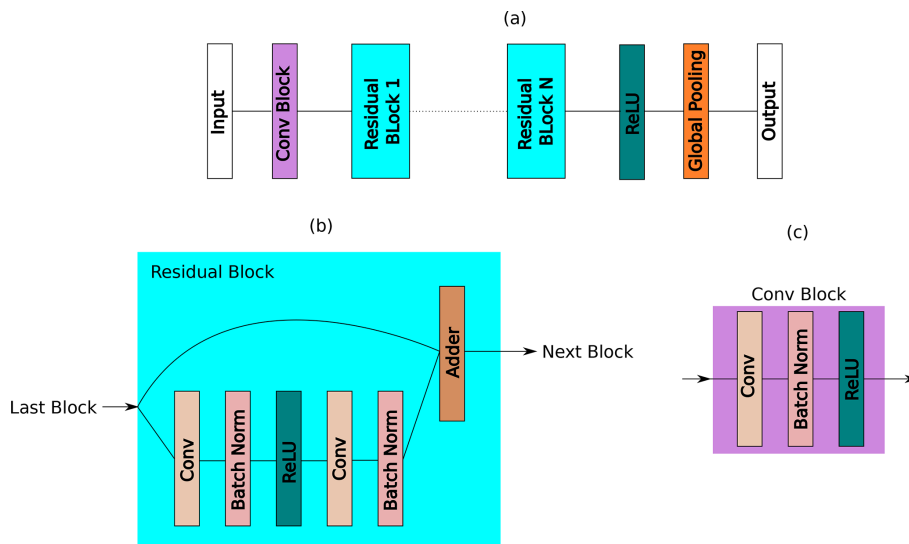 (a)
Input
Conv Block
Residual
BLock 1
Residual
BLock N
ReLU
Global Pooling
Output
(b)
Residual Block
Last Block
Conv
Batch Norm
ReLU
Conv
Batch Norm
Adder
Next Block
(c)
Conv Block
Conv
Batch Norm
ReLU